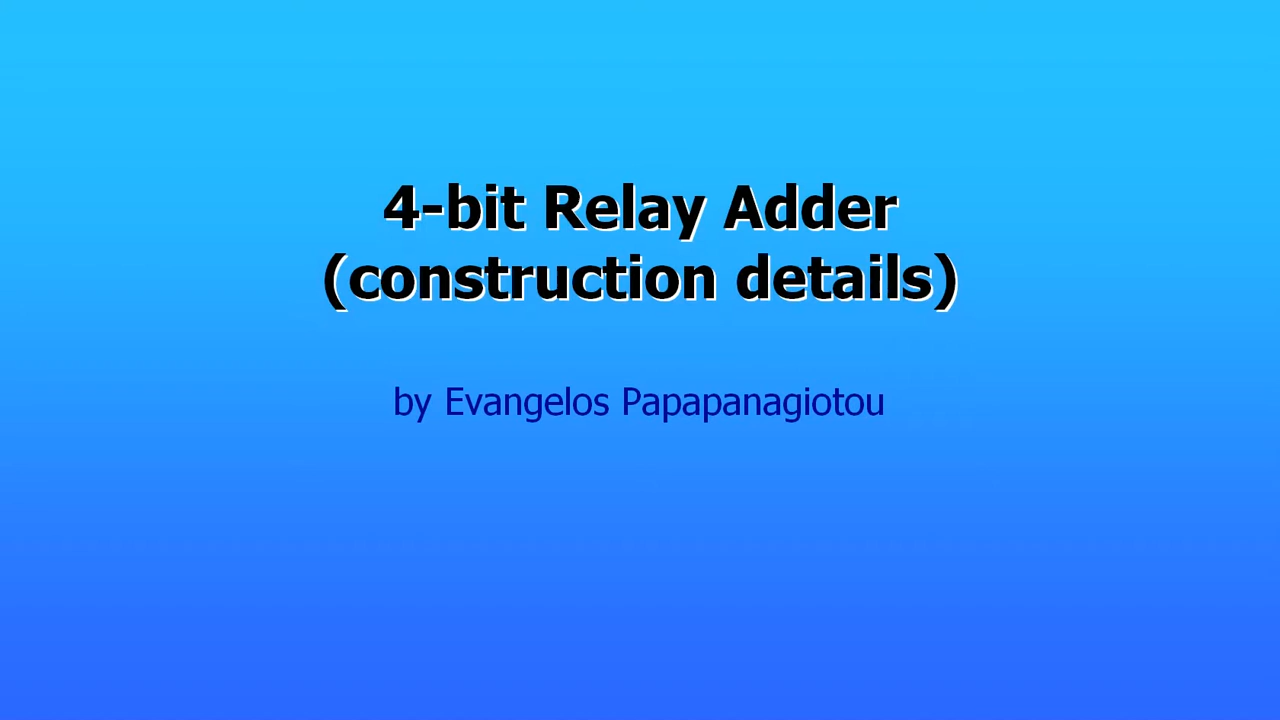 4-bit Relay Adder
(construction details)
by Evangelos Papapanagiotou